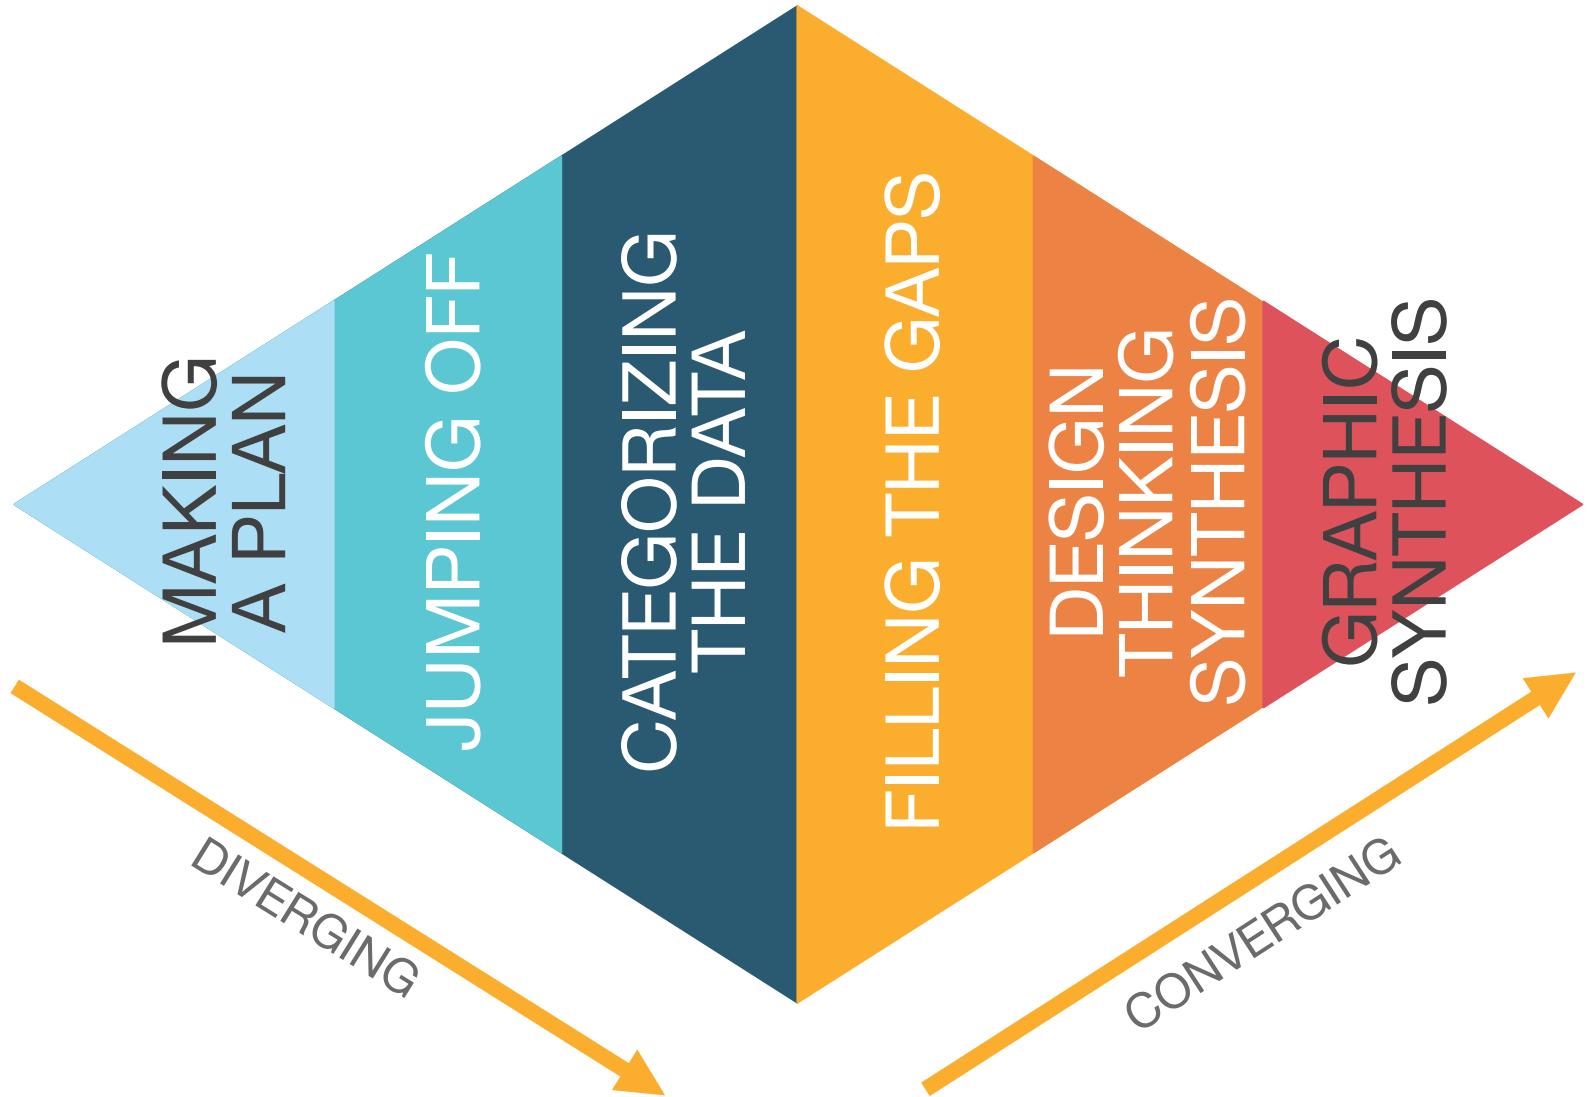 MAKING
A PLAN
JUMPING OFF
CATEGORIZING
THE DATA
FILLING THE GAPS
DESIGN
THINKING
SYNTHESIS
GRAPHIC
SYNTHESIS
DIVERGING
CONVERGING